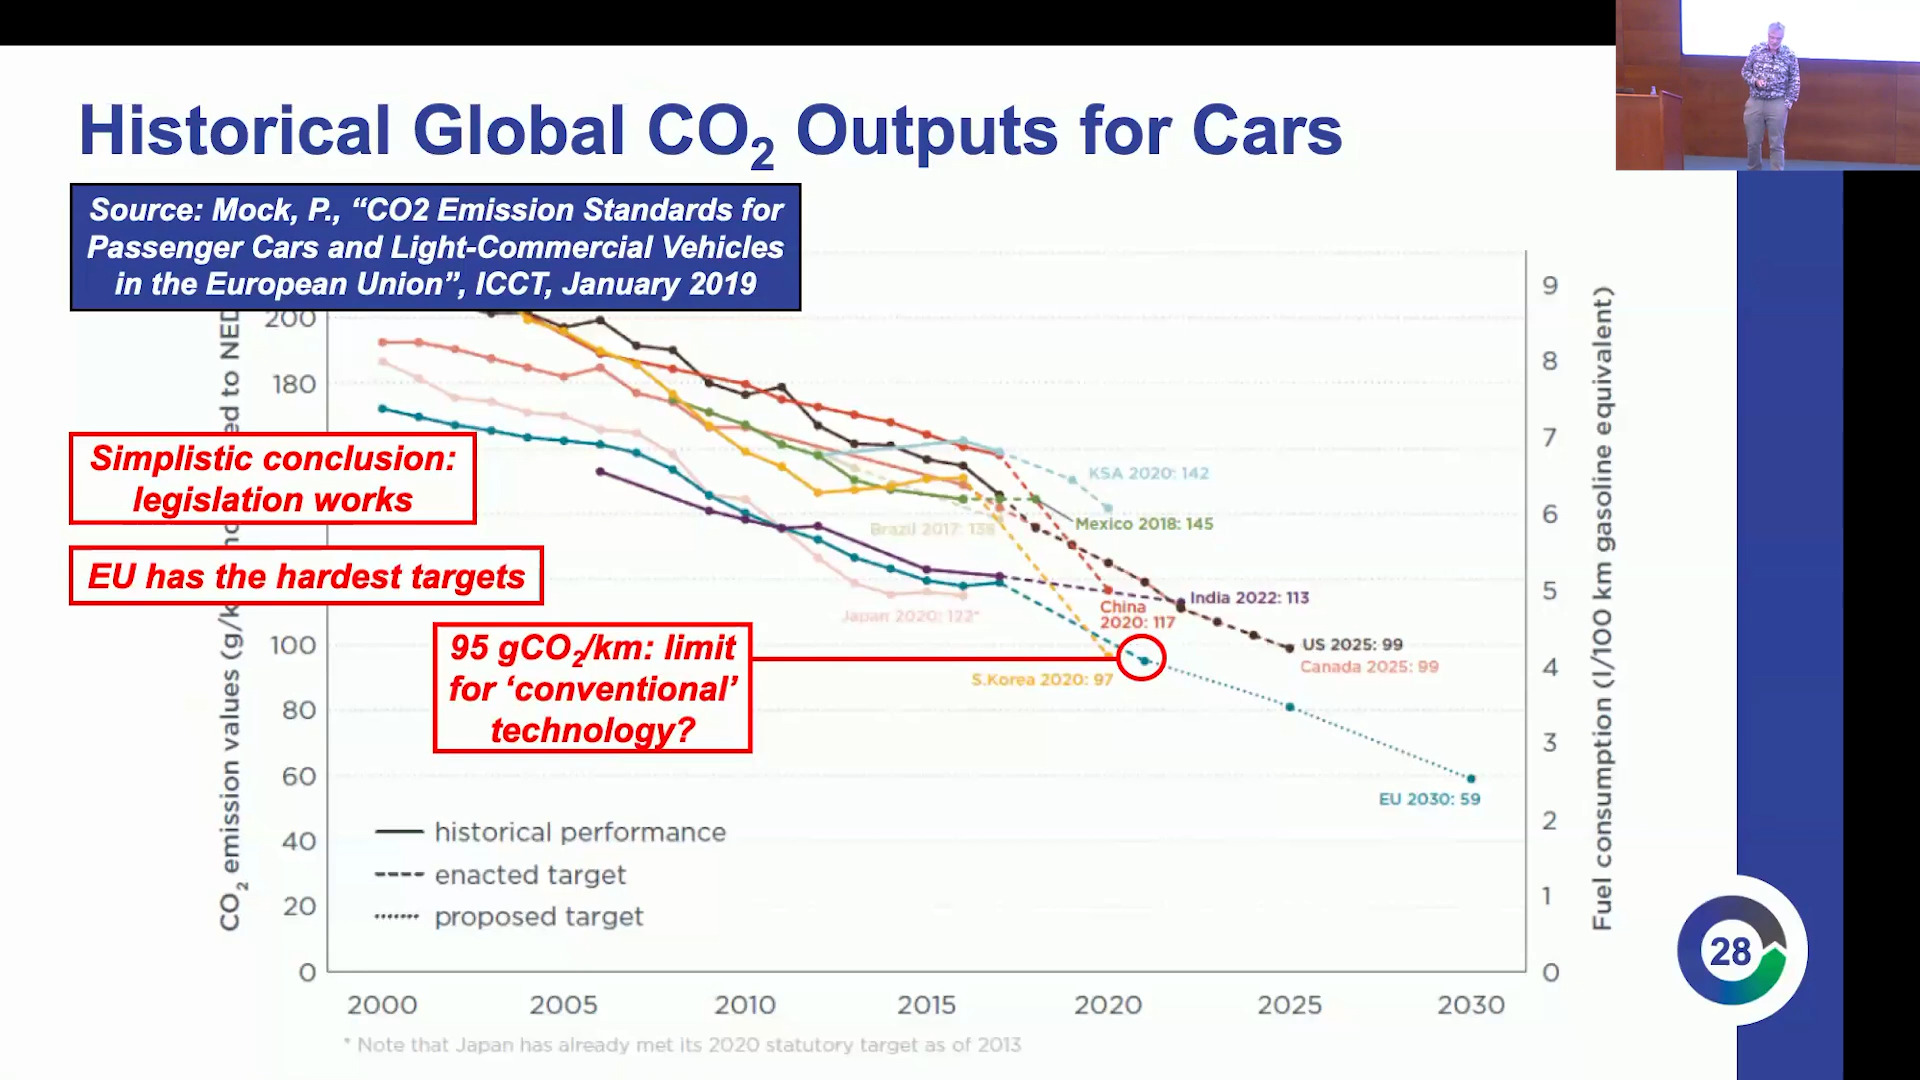 Historical Global CO2 Outputs for Cars
Source: Mock, P., “CO2 Emission Standards for
Passenger Cars and Light-Commercial Vehicles
in the European Union”, ICCT, January 2019
Simplistic conclusion:
legislation works
EU has the hardest targets
95 gCO2/km: limit
for ‘conventional’
technology?
200
180
100
80
60
40
20
0
CO2 emission values (g/k
ed to NED
9
8
7
6
5
4
3
2
1
0
Fuel consumption (l/100 km gasoline equivalent)
KSA 2020: 142
Mexico 2018: 145
Brazil 2017: 138
India 2022: 113
China
2020: 117
Japan 2020: 122*
US 2025: 99
Canada 2025: 99
S.Korea 2020: 97
EU 2030: 59
historical performance
enacted target
proposed target
2000 2005 2010 2015 2020 2025 2030
* Note that Japan has already met its 2020 statutory target as of 2013
28